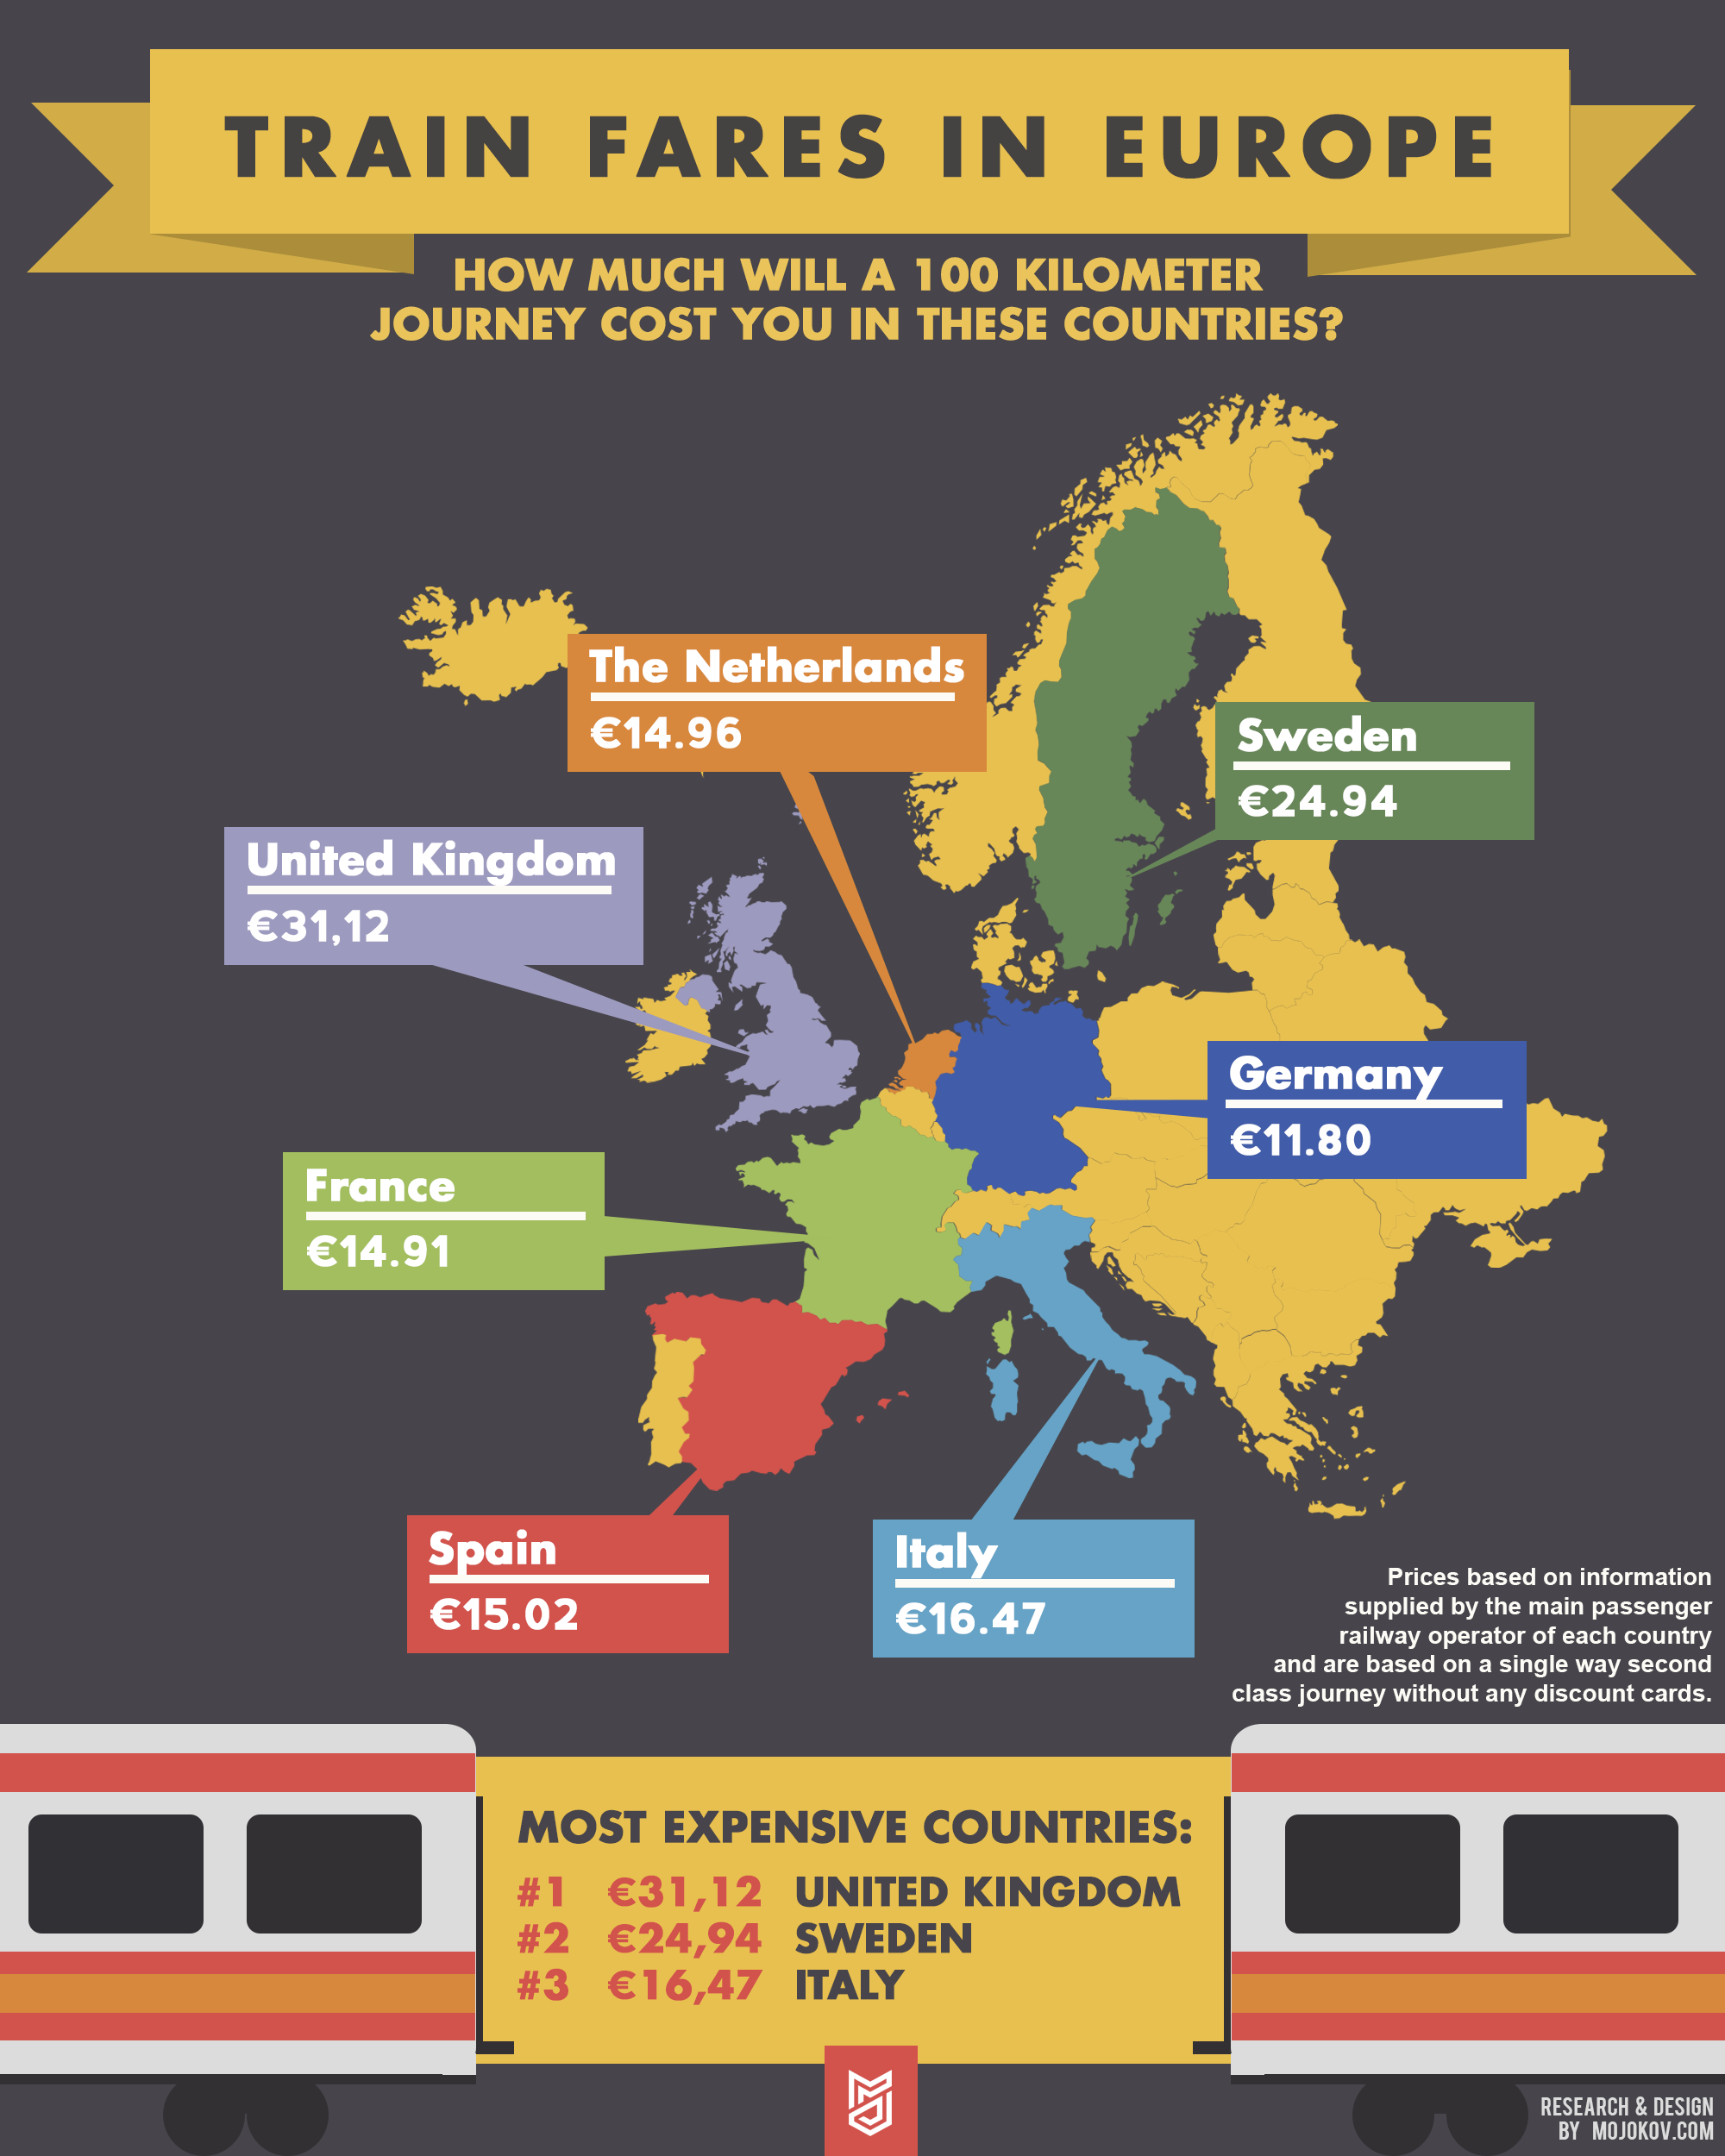 TRAIN FARES IN EUROPE
HOW MUCH WILL A 100 KILOMETER
JOURNEY COST YOU IN THESE COUNTRIES?
The Netherlands
€14.96
Sweden
€24.94
United Kingdom
€31,12
Germany
€11.80
France
€14.91
Spain
€15.02
Italy
€16.47
Prices based on information
supplied by the main passenger
railway operator of each country
and are based on a single way second
class journey without any discount cards.
MOST EXPENSIVE COUNTRIES:
#1 €31,12 UNITED KINGDOM
#2 €24,94 SWEDEN
#3 €16,47 ITALY
RESEARCH & DESIGN
BY MOJOKOV.COM